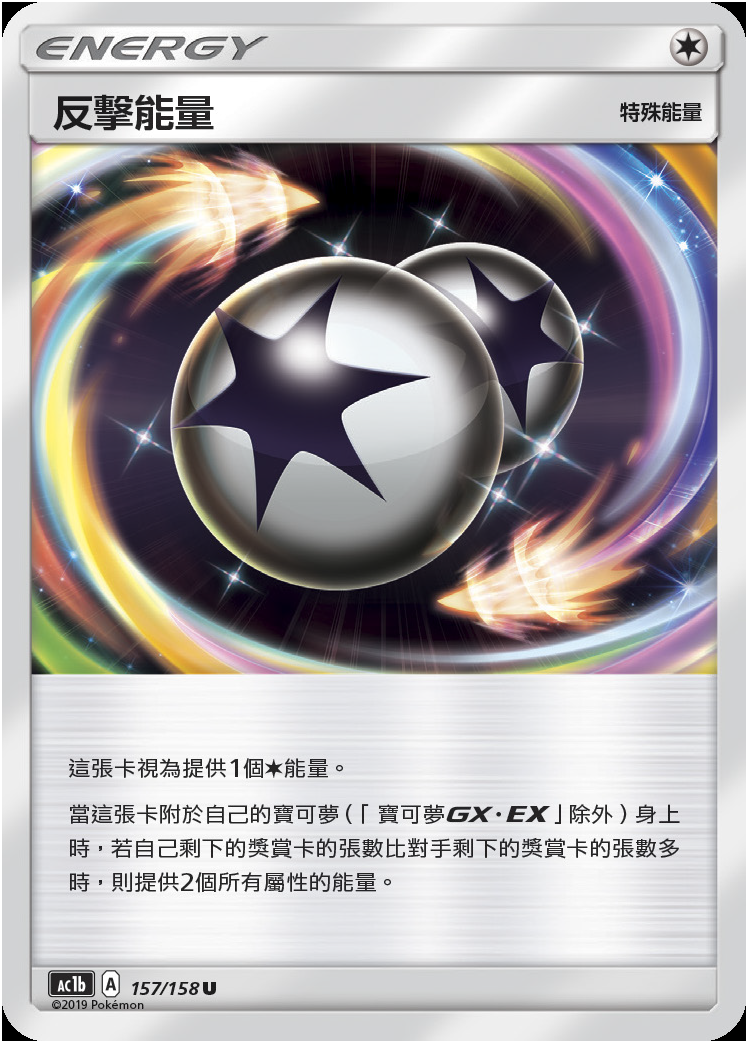 ENERGY
反擊能量
特殊能量
這張卡視為提供1個✶能量。
當這張卡附於自己的寶可夢(「寶可夢GX・EX」除外)身上
時,若自己剩下的獎賞卡的張數比對手剩下的獎賞卡的張數多
時,則提供2個所有屬性的能量。
AC1b A 157/158 U
©2019 Pokémon